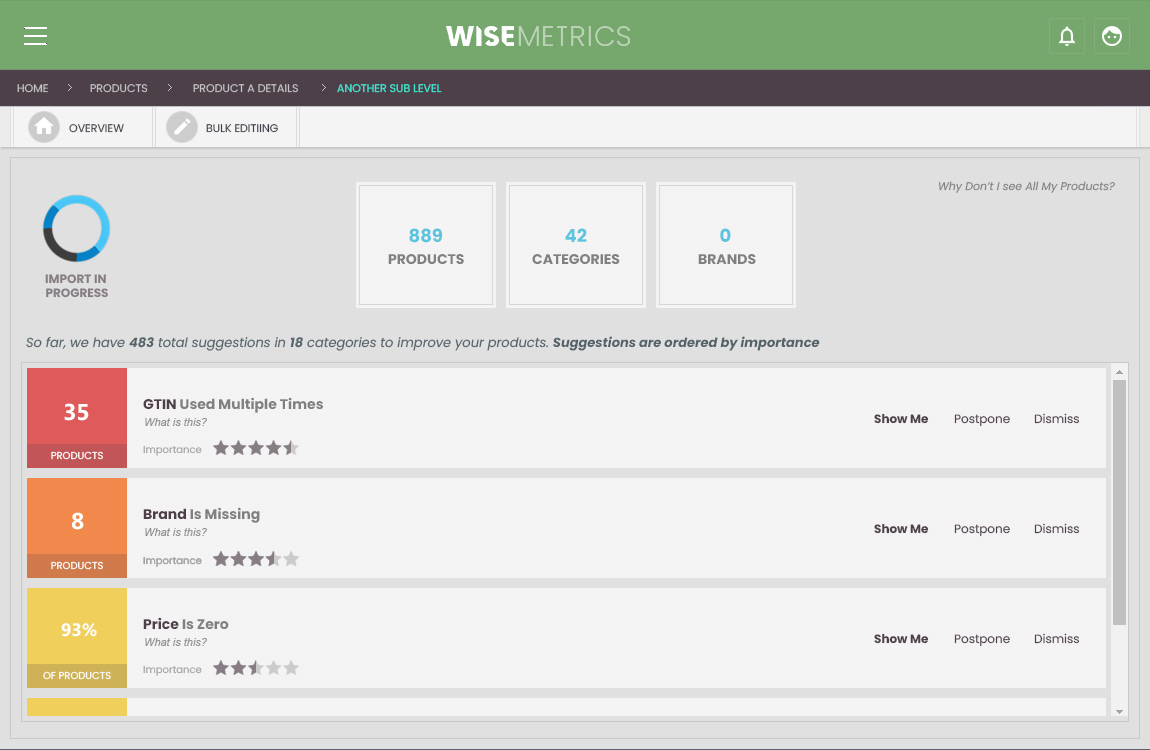 WISEMETRICS
HOME > PRODUCTS > PRODUCT A DETAILS > ANOTHER SUB LEVEL
OVERVIEW BULK EDITIING
Why Don't I see All My Products?
889 42 0
PRODUCTS CATEGORIES BRANDS
IMPORT IN
PROGRESS
So far, we have 483 total suggestions in 18 categories to improve your products. Suggestions are ordered by importance
35
PRODUCTS
GTIN Used Multiple Times
What is this?
Importance
Show Me Postpone Dismiss
8
PRODUCTS
Brand Is Missing
What is this?
Importance
Show Me Postpone Dismiss
93%
OF PRODUCTS
Price Is Zero
What is this?
Importance
Show Me Postpone Dismiss